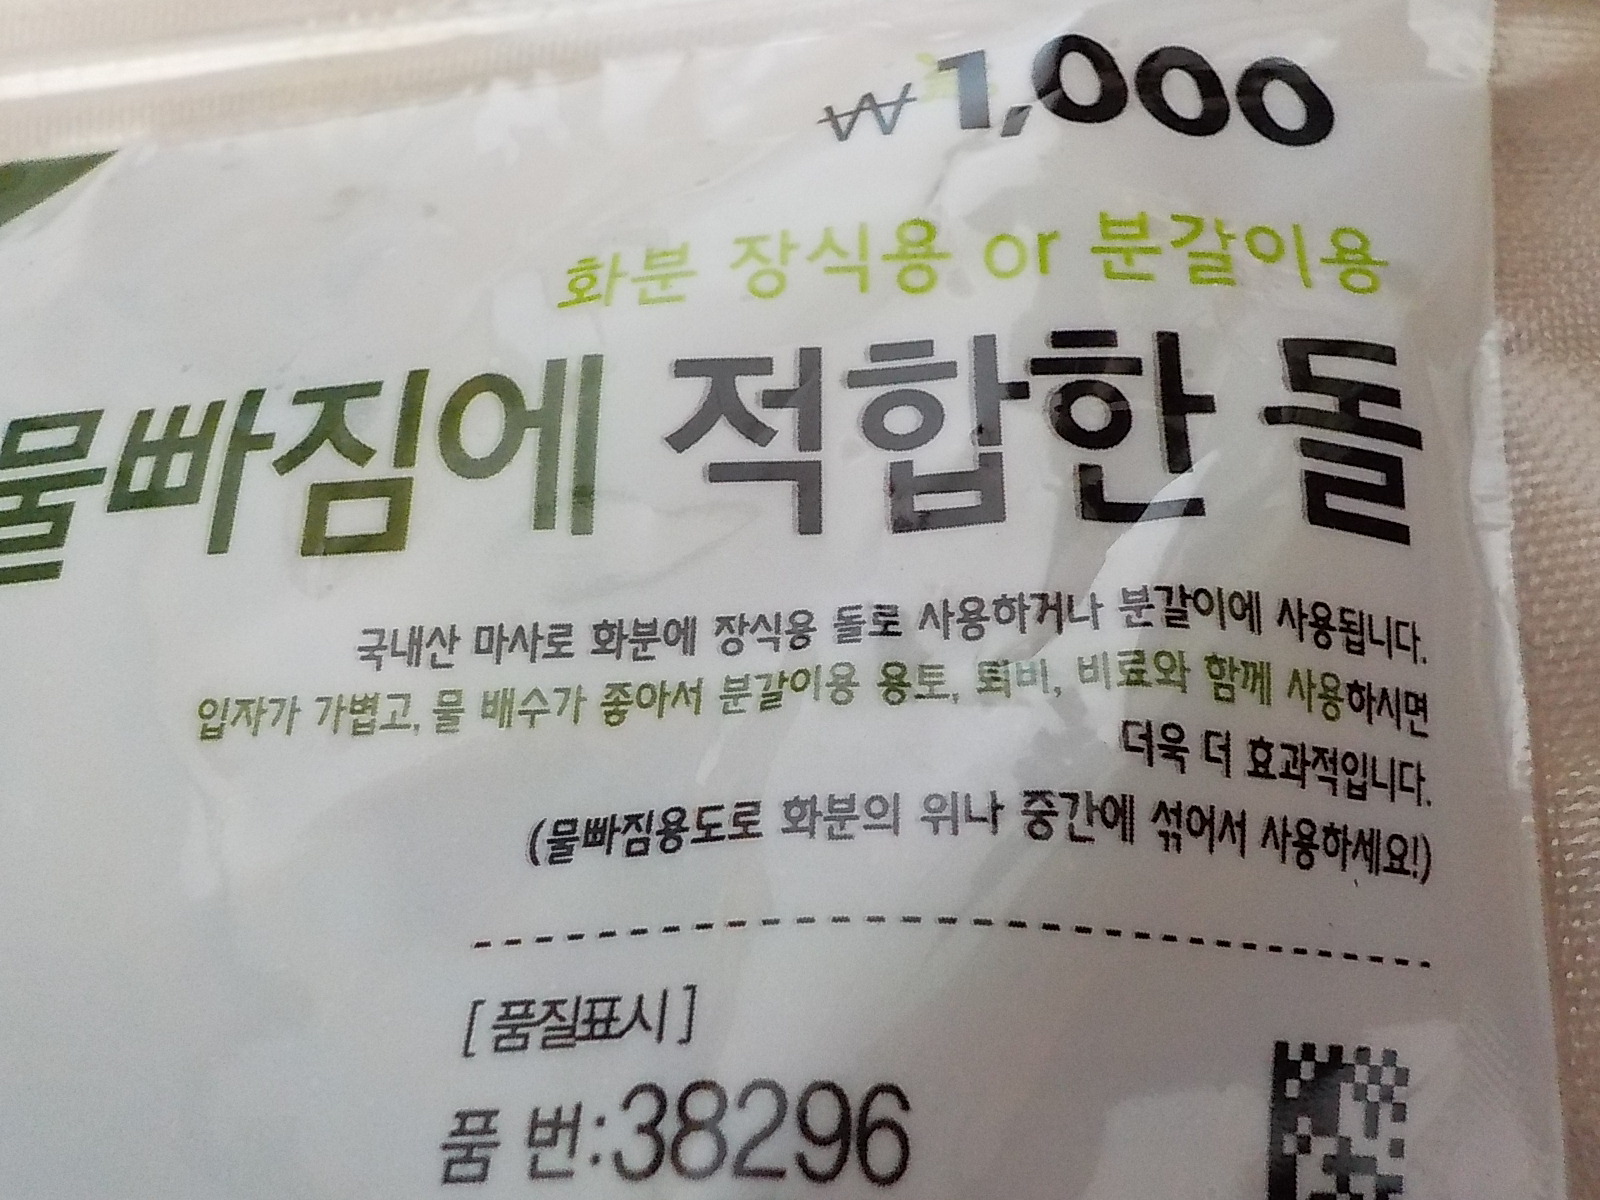 ₩1,000
화분 장식용 or 분갈이용
물빠짐에 적합한 돌
국내산 마사로 화분에 장식용 돌로 사용하거나 분갈이에 사용됩니다.
입자가 가볍고, 물 배수가 좋아서 분갈이용 용토, 퇴비, 비료와 함께 사용하시면
더욱 더 효과적입니다.
(물빠짐용도로 화분의 위나 중간에 섞어서 사용하세요!)
[품질표시]
품 번:38296